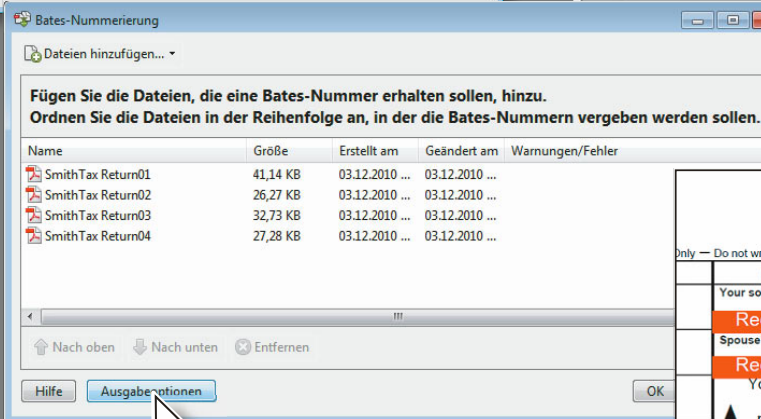 Bates-Nummerierung
Dateien hinzufügen...
Fügen Sie die Dateien, die eine Bates-Nummer erhalten sollen, hinzu.
Ordnen Sie die Dateien in der Reihenfolge an, in der die Bates-Nummern vergeben werden sollen.
Name Größe Erstellt am Geändert am Warnungen/Fehler
SmithTax Return01 41,14 KB 03.12.2010 ... 03.12.2010 ...
SmithTax Return02 26,27 KB 03.12.2010 ... 03.12.2010 ...
SmithTax Return03 32,73 KB 03.12.2010 ... 03.12.2010 ...
SmithTax Return04 27,28 KB 03.12.2010 ... 03.12.2010 ...
Only — Do not
Your
Spouse
Nach oben Nach unten Entfernen
Hilfe Ausgabeoptionen OK